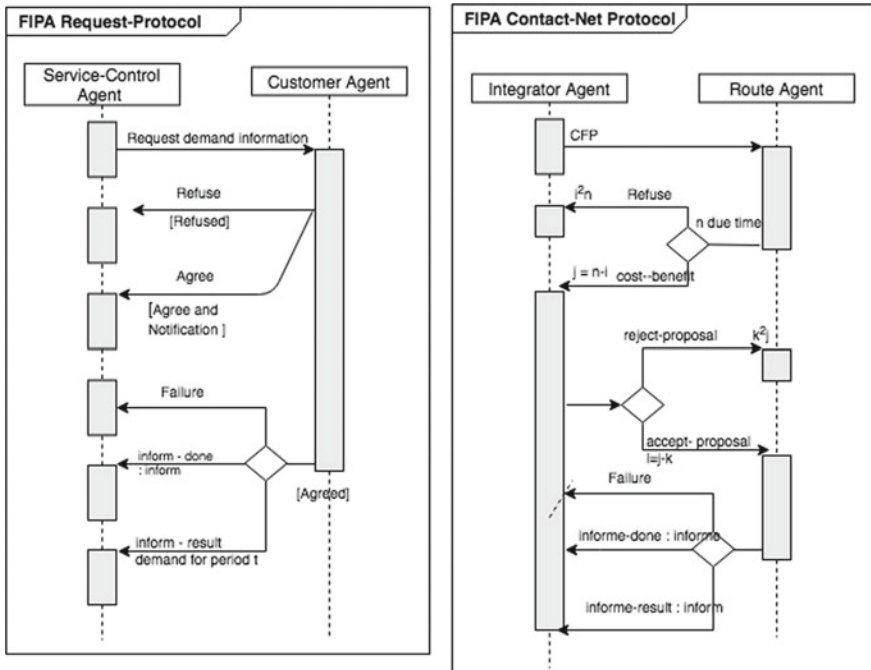 FIPA Request-Protocol
Service-Control
Agent
Customer Agent
Request demand information
Refuse
[Refused]
Agree
[Agree and
Notification ]
Failure
inform - done
: inform
[Agreed]
inform - result
demand for period t
FIPA Contact-Net Protocol
Integrator Agent
Route Agent
CFP
i²n
Refuse
n due time
j = n-i
cost--benefit
reject-proposal
k²j
accept- proposal
l=j-k
Failure
informe-done : informe
informe-result : inform